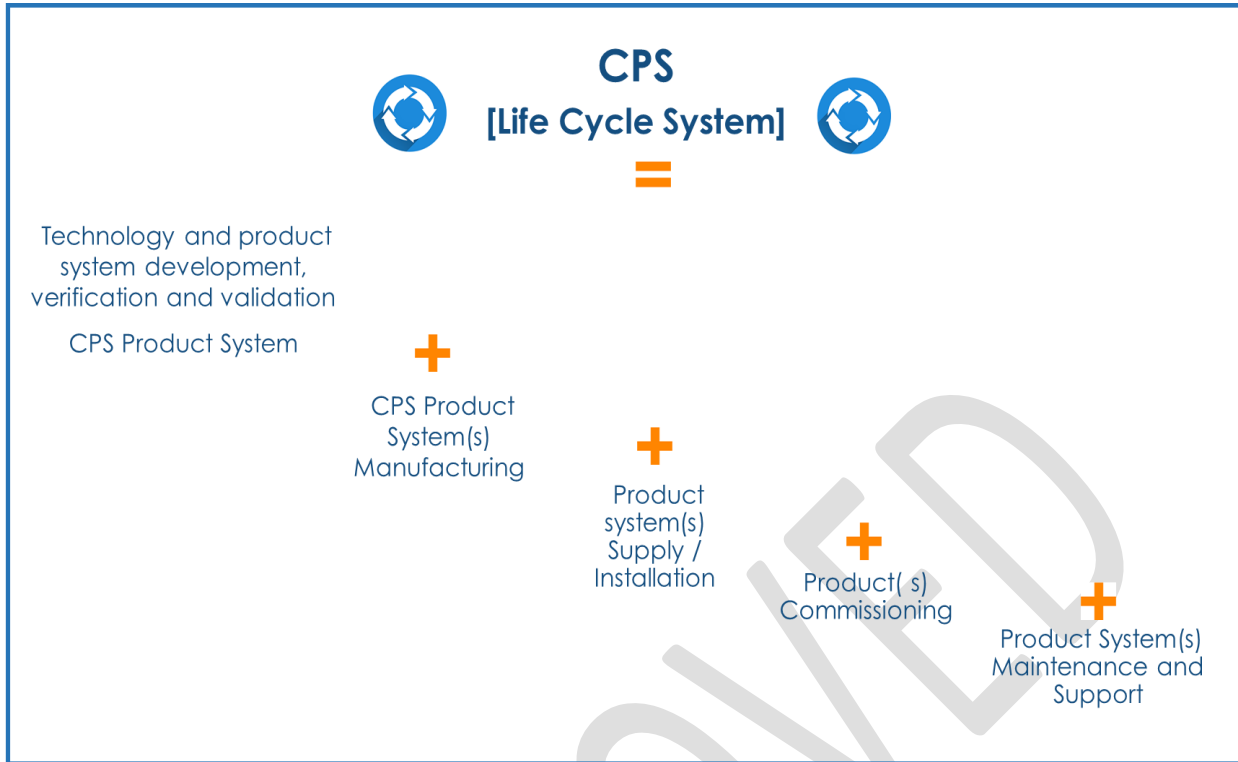 CPS
[Life Cycle System]
=
Technology and product
system development,
verification and validation
CPS Product System
+
CPS Product
System(s)
Manufacturing
+
Product
system(s)
Supply /
Installation
+
Product( s)
Commissioning
+
Product System(s)
Maintenance and
Support
OVED